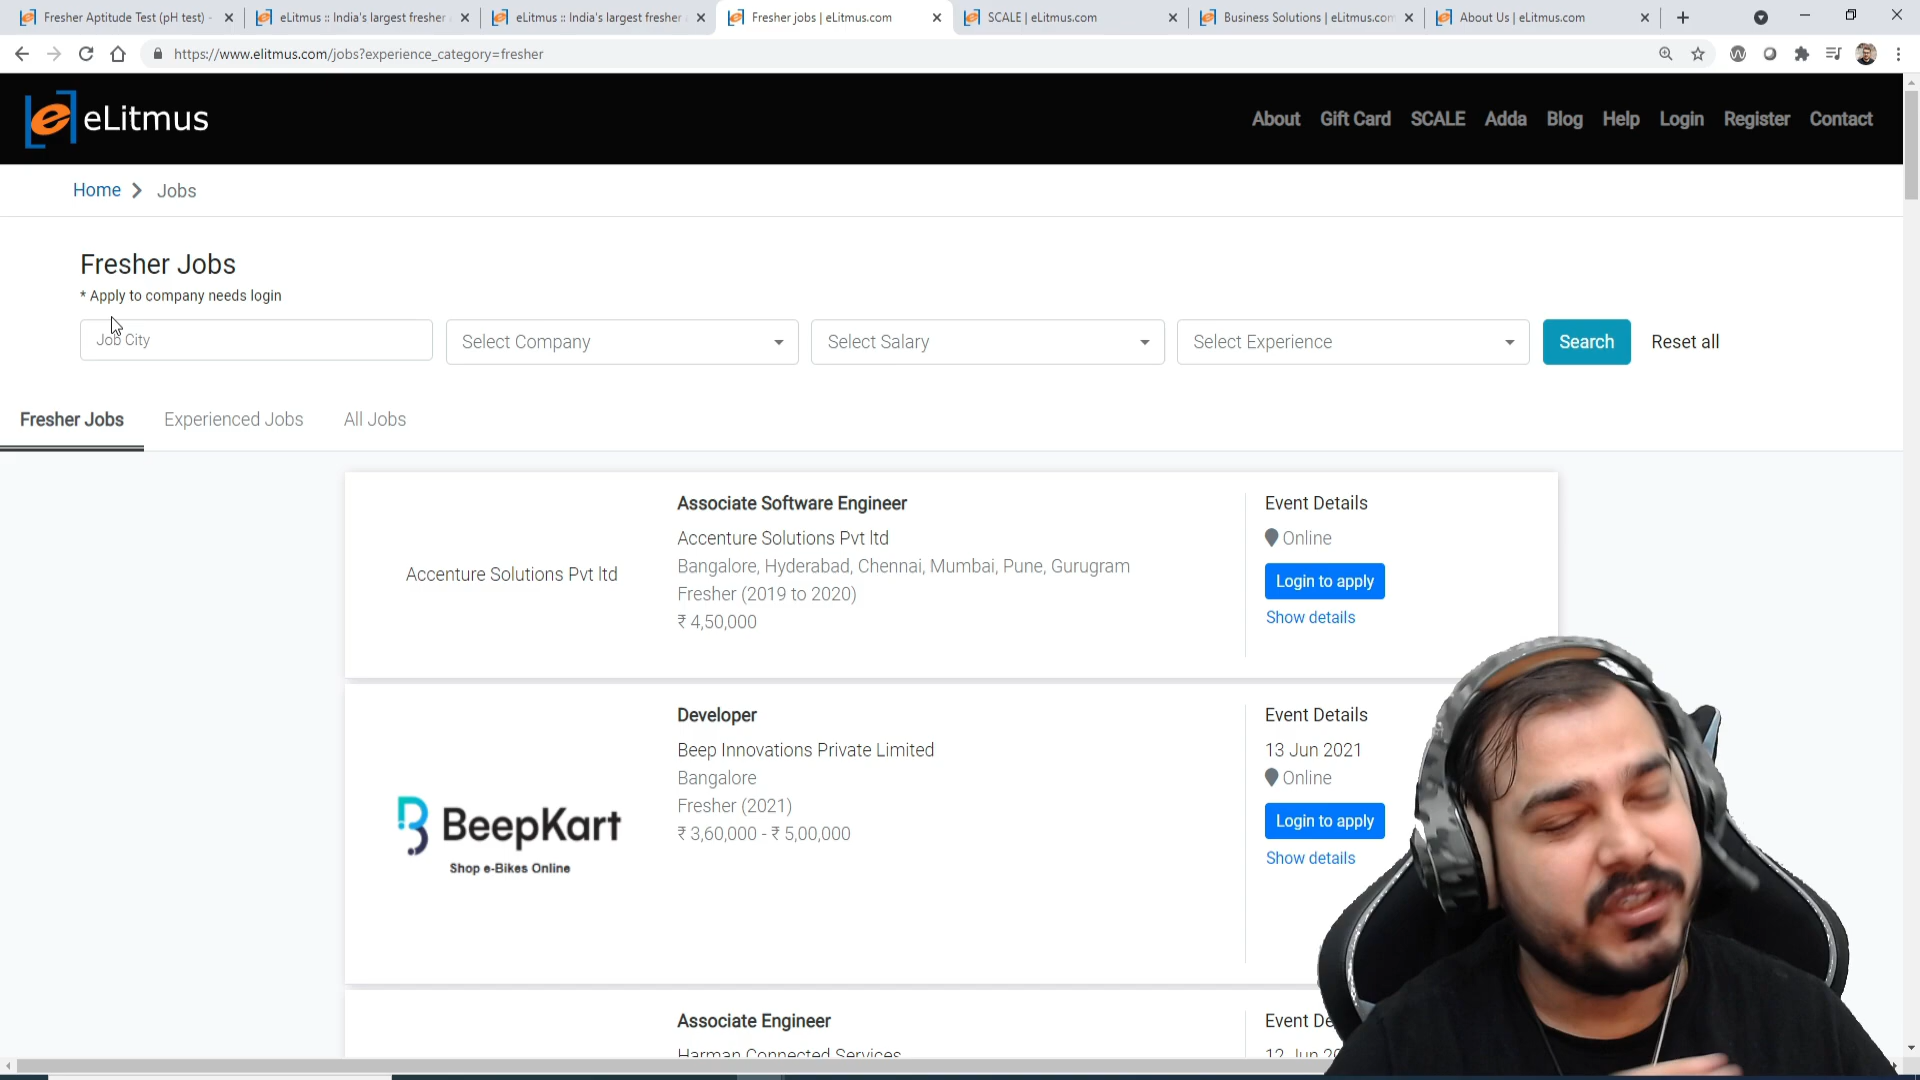 Fresher Aptitude Test (pH test) -
eLitmus :: India's largest fresher
eLitmus :: India's largest fresher
Fresher jobs | eLitmus.com
SCALE | eLitmus.com
Business Solutions | eLitmus.com
About Us | eLitmus.com
https://www.elitmus.com/jobs?experience_category=fresher
eLitmus
About Gift Card SCALE Adda Blog Help Login Register Contact
Home Jobs
Fresher Jobs
* Apply to company needs login
Job City
Select Company
Select Salary
Select Experience
Search
Reset all
Fresher Jobs Experienced Jobs All Jobs
Accenture Solutions Pvt ltd
Associate Software Engineer
Accenture Solutions Pvt ltd
Bangalore, Hyderabad, Chennai, Mumbai, Pune, Gurugram
Fresher (2019 to 2020)
₹ 4,50,000
Event Details
Online
Login to apply
Show details
BeepKart
Shop e-Bikes Online
Developer
Beep Innovations Private Limited
Bangalore
Fresher (2021)
₹ 3,60,000 - ₹ 5,00,000
Event Details
13 Jun 2021
Online
Login to apply
Show details
Associate Engineer
Harman Connected Services
Event De
12 Jun 20